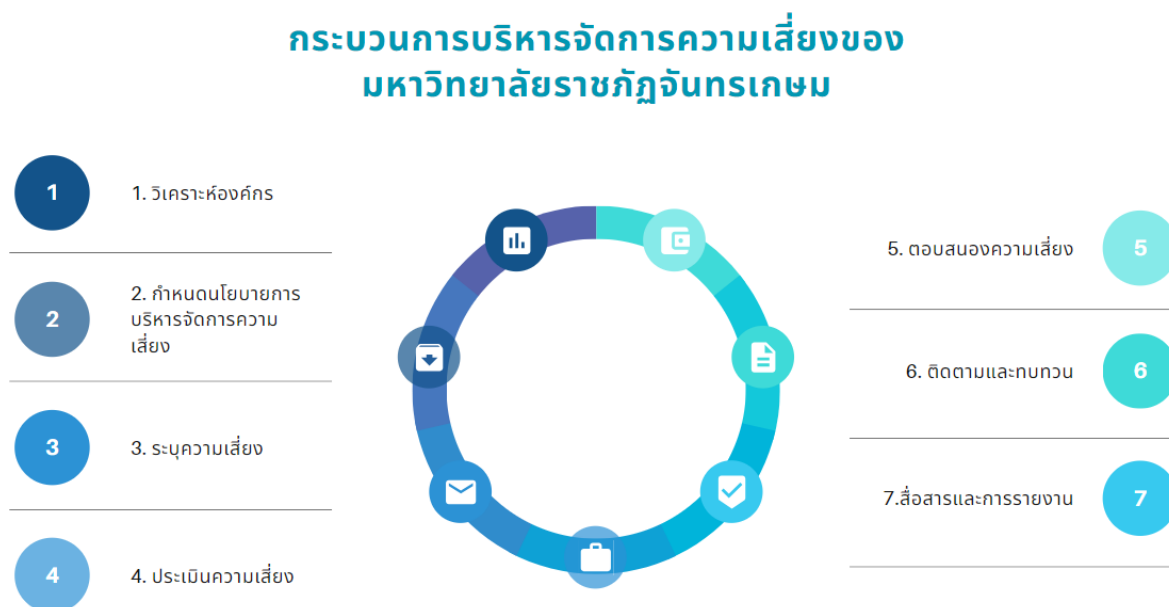 กระบวนการบริหารจัดการความเสี่ยงของ
มหาวิทยาลัยราชภัฏจันทรเกษม
1
1. วิเคราะห์องค์กร
2
2. กำหนดนโยบายการ
บริหารจัดการความ
เสี่ยง
3
3. ระบุความเสี่ยง
4
4. ประเมินความเสี่ยง
5. ตอบสนองความเสี่ยง
5
6. ติดตามและทบทวน
6
7.สื่อสารและการรายงาน
7